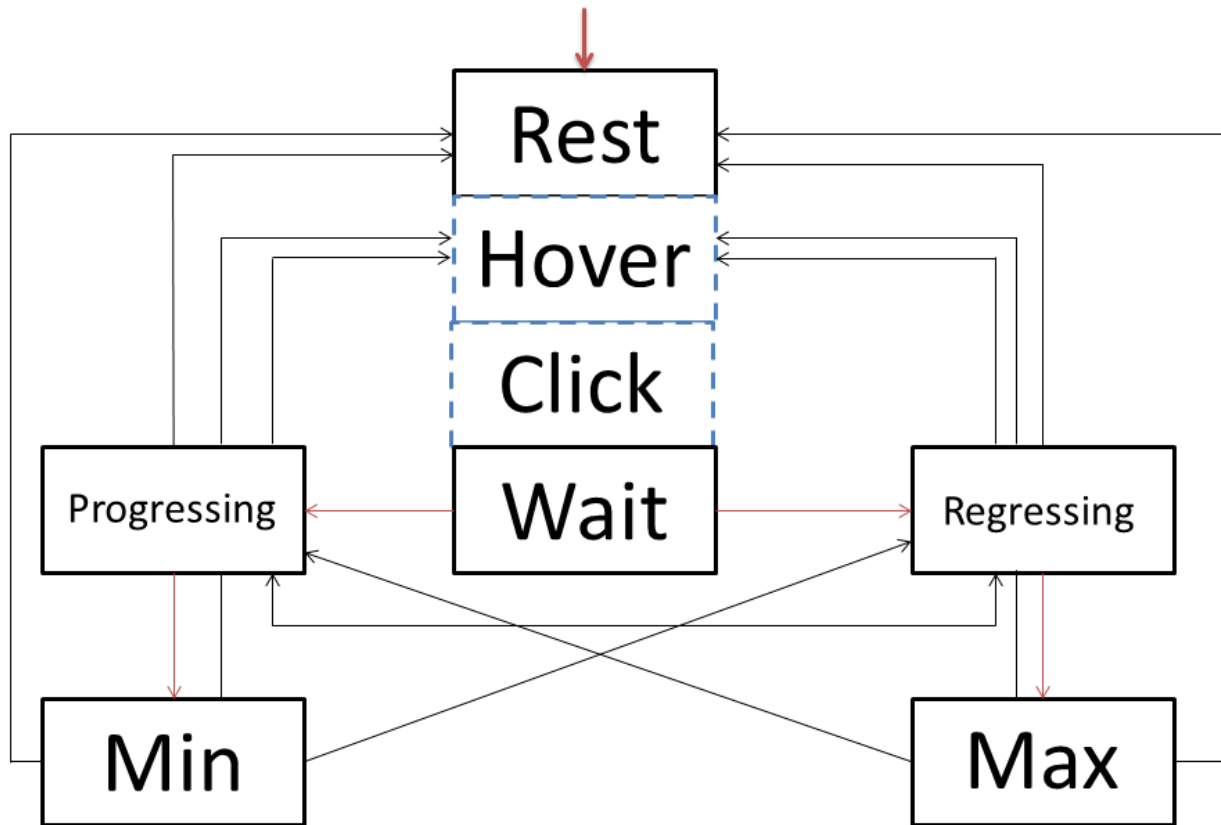 Rest
Hover
Click
Progressing
Wait
Regressing
Min
Max